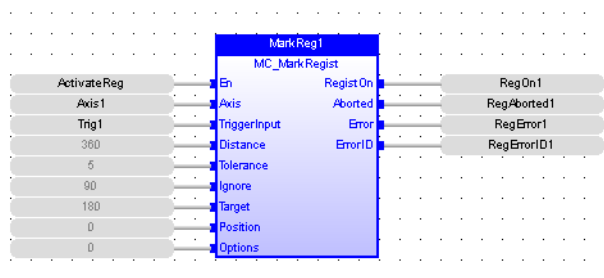 MarkReg1
MC_MarkRegist
ActivateReg En RegistOn RegOn1
Axis1 Axis Aborted RegAborted1
Trig1 TriggerInput Error RegError1
360 Distance ErrorID RegErrorID1
5 Tolerance
90 Ignore
180 Target
0 Position
0 Options